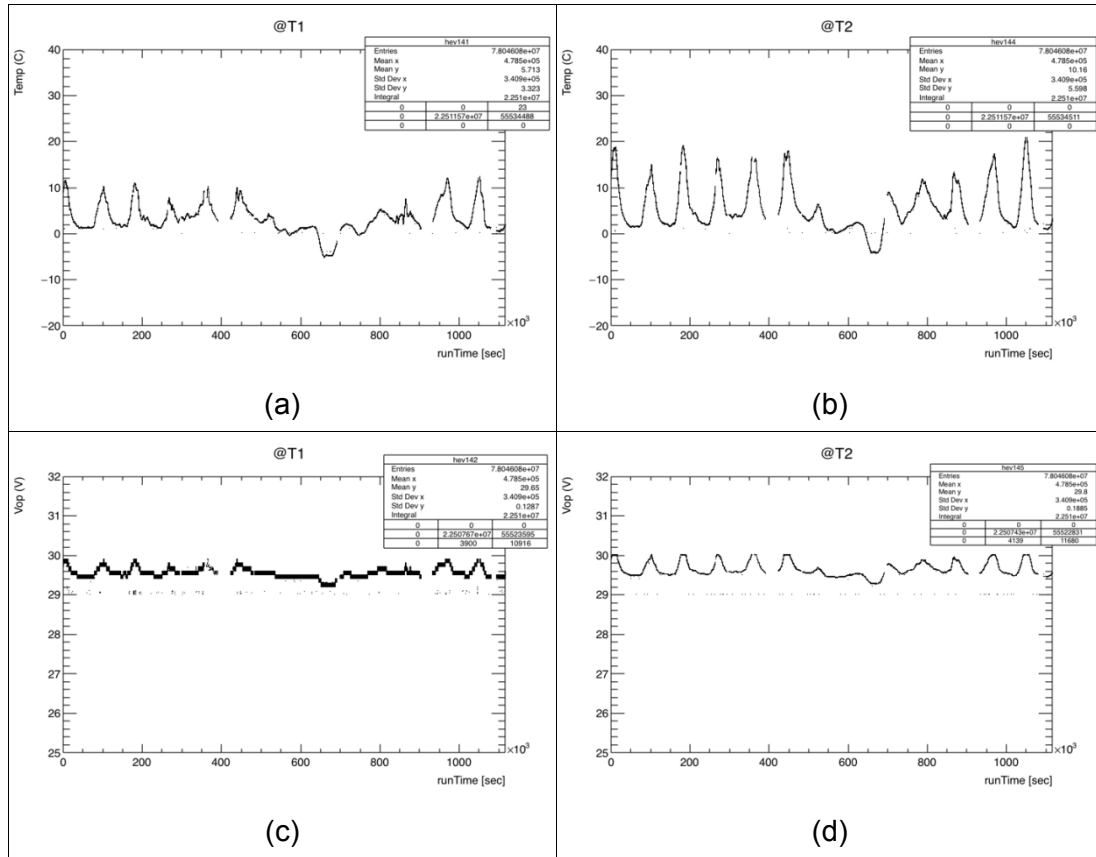 @T1
hev141
Entries 7.804608e+07
Mean x 4.785e+05
Mean y 5.713
Std Dev x 3.409e+05
Std Dev y 3.323
Integral 2.251e+07
0 0 23
0 2.251157e+07 55534488
0 0 0
Temp (C)
40
30
20
10
0
−10
−20
0 200 400 600 800 1000
×10³
runTime [sec]
(a)
@T2
hev144
Entries 7.804608e+07
Mean x 4.785e+05
Mean y 10.16
Std Dev x 3.409e+05
Std Dev y 5.598
Integral 2.251e+07
0 0 0
0 2.251157e+07 55534511
0 0 0
Temp (C)
40
30
20
10
0
−10
−20
0 200 400 600 800 1000
×10³
runTime [sec]
(b)
@T1
hev142
Entries 7.804608e+07
Mean x 4.785e+05
Mean y 29.65
Std Dev x 3.409e+05
Std Dev y 0.1287
Integral 2.251e+07
0 0 0
0 2.250767e+07 55523595
0 3900 10916
Vop (V)
32
31
30
29
28
27
26
25
0 200 400 600 800 1000
×10³
runTime [sec]
(c)
@T2
hev145
Entries 7.804608e+07
Mean x 4.785e+05
Mean y 29.8
Std Dev x 3.409e+05
Std Dev y 0.1885
Integral 2.251e+07
0 0 0
0 2.250743e+07 55522831
0 4139 11680
Vop (V)
32
31
30
29
28
27
26
25
0 200 400 600 800 1000
×10³
runTime [sec]
(d)